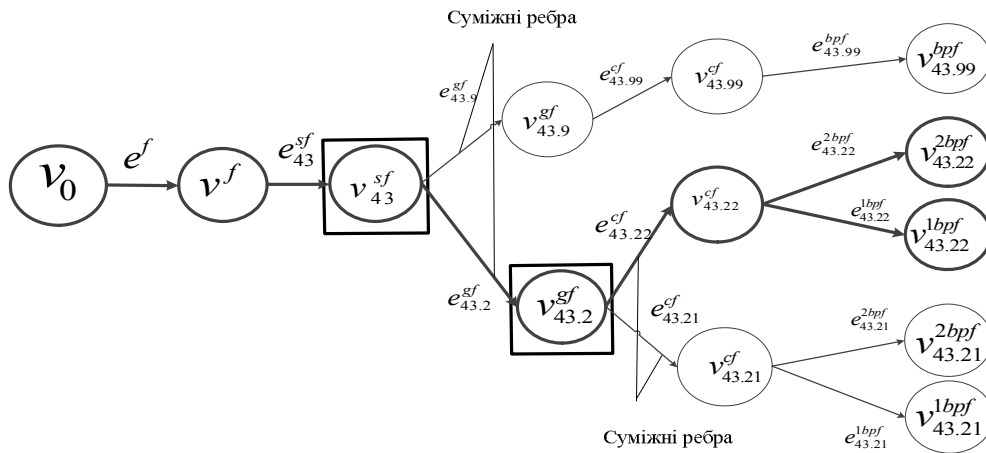 Суміжні ребра
e^{bpf}_{43.99}
v^{bpf}_{43.99}
e^{cf}_{43.99}
v^{cf}_{43.99}
e^{gf}_{43.9}
v^{gf}_{43.9}
e^{2bpf}_{43.22}
v^{2bpf}_{43.22}
e^{f}
e^{sf}_{43}
v_0
v^{f}
v^{sf}_{43}
v^{cf}_{43.22}
e^{1bpf}_{43.22}
v^{1bpf}_{43.22}
e^{cf}_{43.22}
e^{gf}_{43.2}
v^{gf}_{43.2}
e^{cf}_{43.21}
e^{2bpf}_{43.21}
v^{2bpf}_{43.21}
v^{cf}_{43.21}
v^{1bpf}_{43.21}
e^{1bpf}_{43.21}
Суміжні ребра